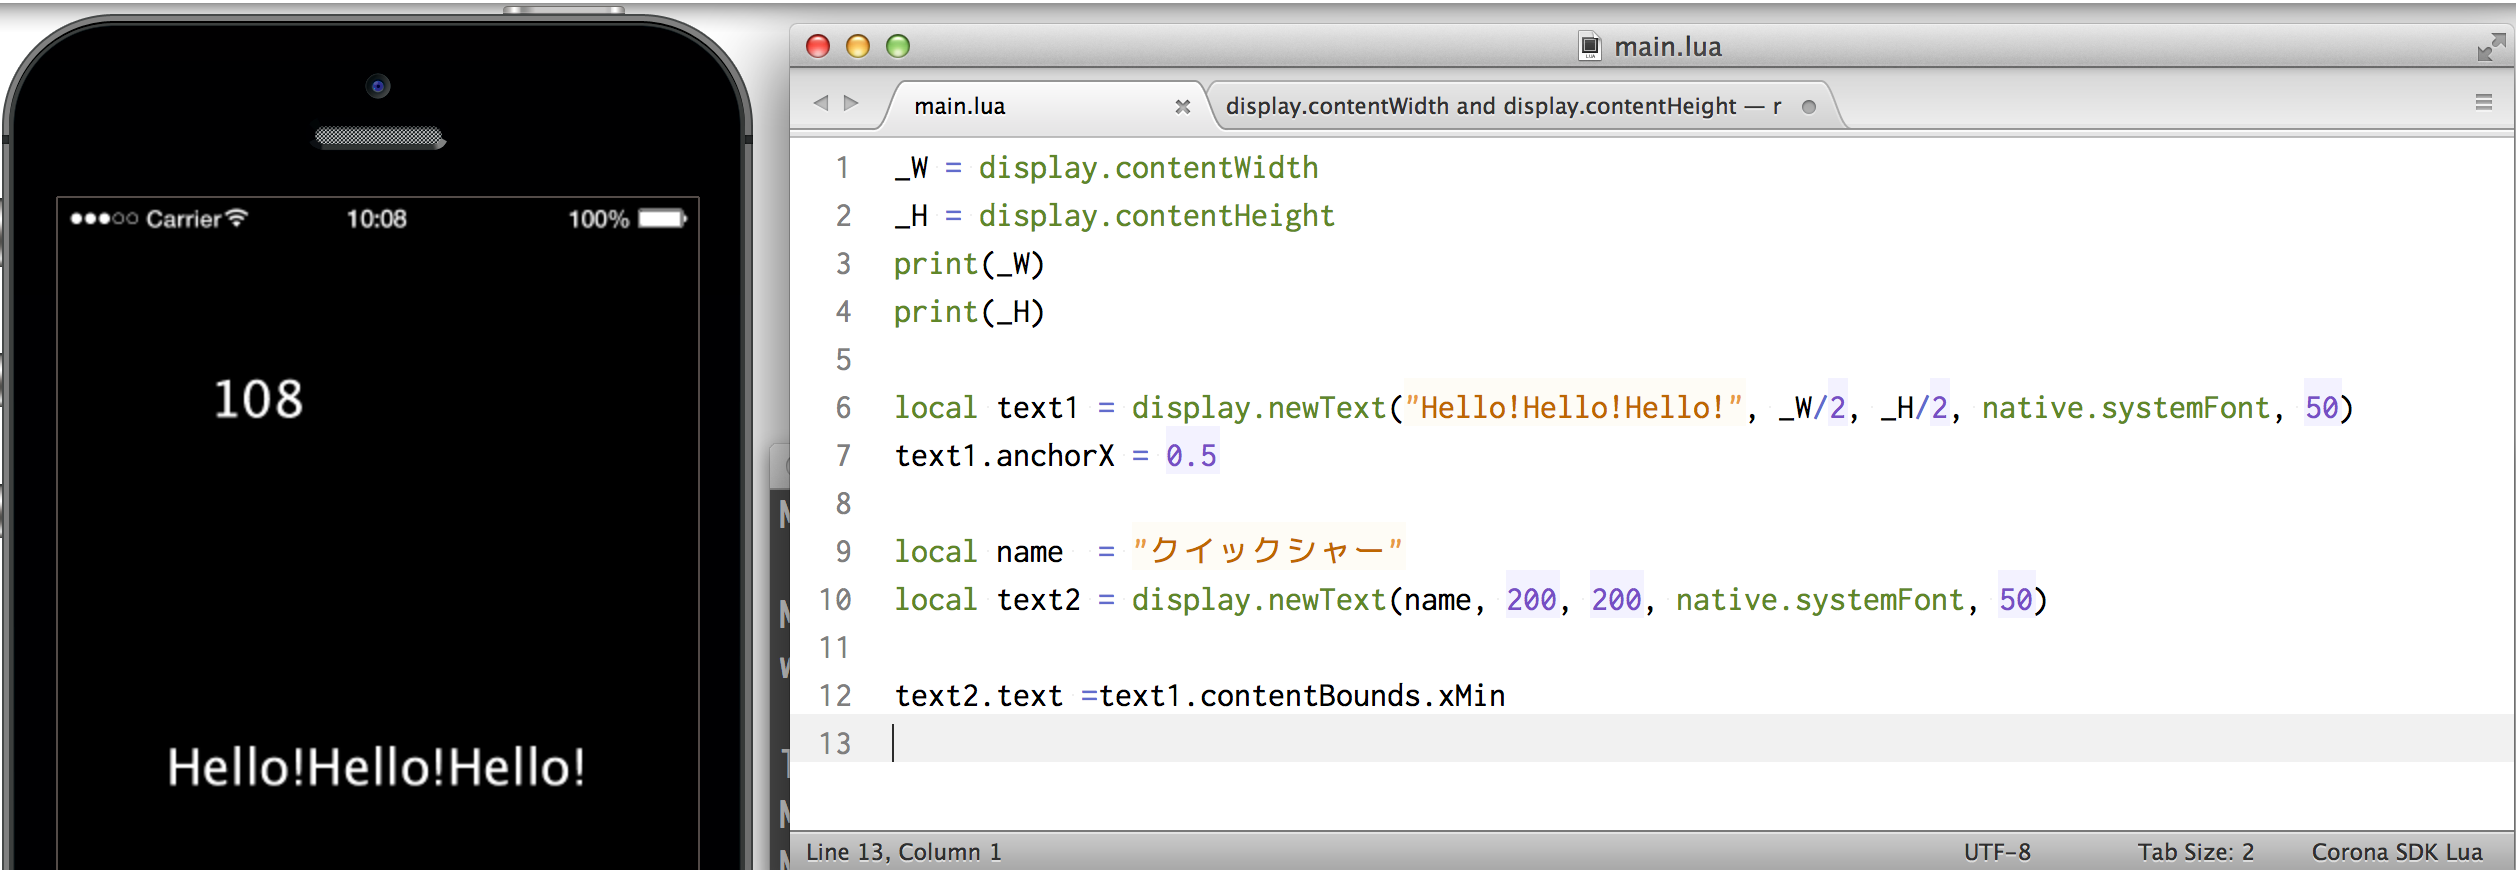 Carrier 10:08 100%
108
Hello!Hello!Hello!
main.lua
main.lua
display.contentWidth and display.contentHeight — r
1 _W = display.contentWidth
2 _H = display.contentHeight
3 print(_W)
4 print(_H)
5
6 local text1 = display.newText("Hello!Hello!Hello!", _W/2, _H/2, native.systemFont, 50)
7 text1.anchorX = 0.5
8
9 local name  = "クイックシャー"
10 local text2 = display.newText(name, 200, 200, native.systemFont, 50)
11
12 text2.text =text1.contentBounds.xMin
13
Line 13, Column 1
UTF-8
Tab Size: 2
Corona SDK Lua